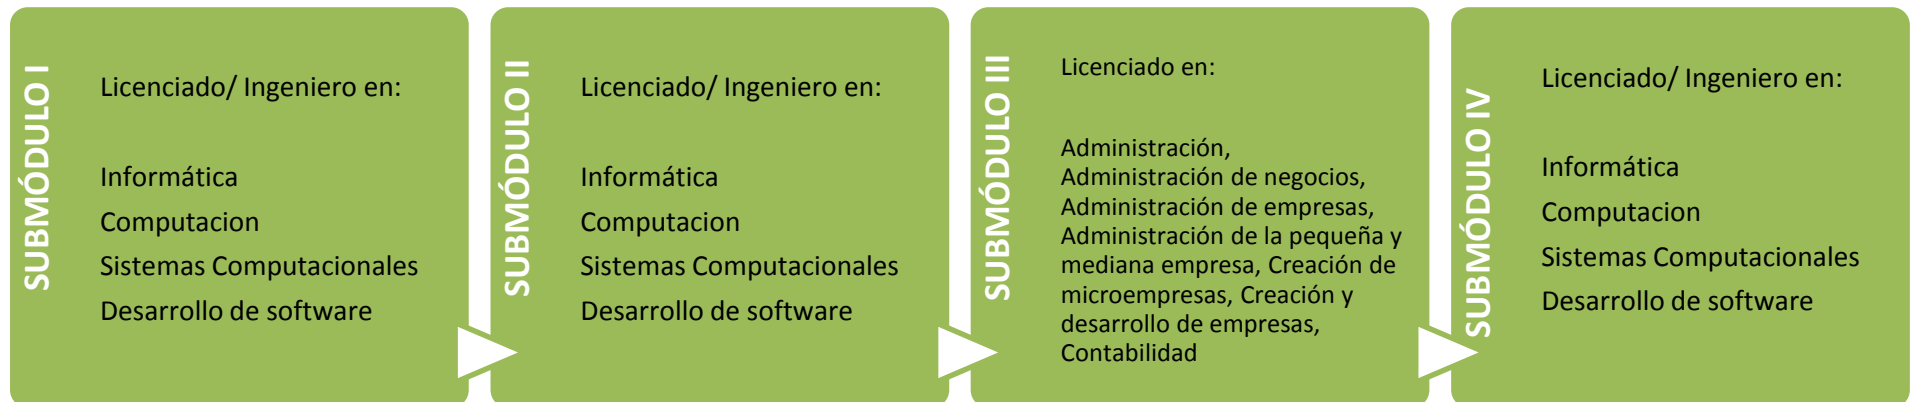 SUBMÓDULO I
Licenciado/ Ingeniero en:
Informática
Computacion
Sistemas Computacionales
Desarrollo de software
SUBMÓDULO II
Licenciado/ Ingeniero en:
Informática
Computacion
Sistemas Computacionales
Desarrollo de software
SUBMÓDULO III
Licenciado en:
Administración,
Administración de negocios,
Administración de empresas,
Administración de la pequeña y
mediana empresa, Creación de
microempresas, Creación y
desarrollo de empresas,
Contabilidad
SUBMÓDULO IV
Licenciado/ Ingeniero en:
Informática
Computacion
Sistemas Computacionales
Desarrollo de software